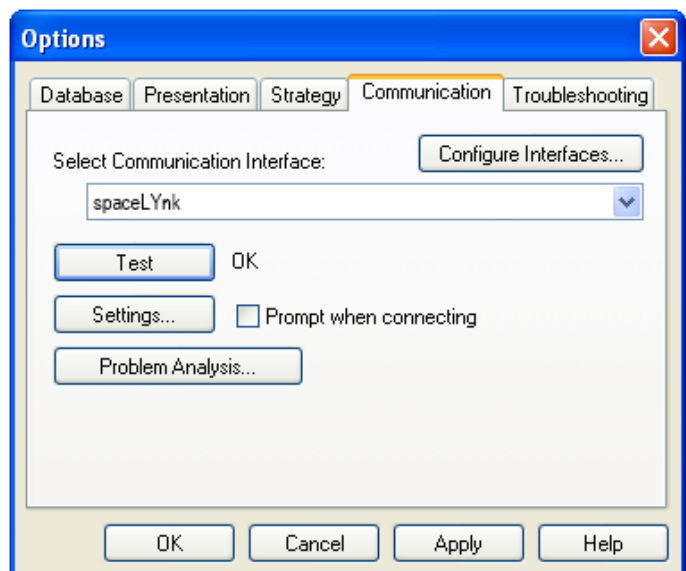 Options
Database Presentation Strategy Communication Troubleshooting
Select Communication Interface: Configure Interfaces...
spaceLYnk
Test OK
Settings... Prompt when connecting
Problem Analysis...
OK Cancel Apply Help